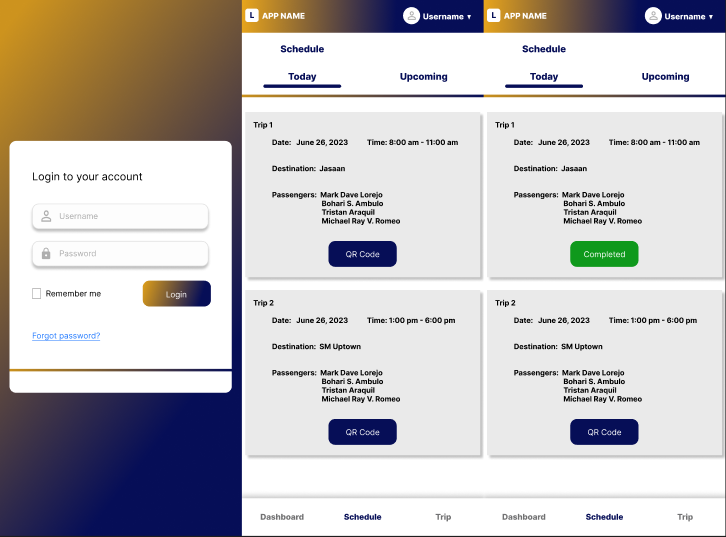 Login to your account
Username
Password
Remember me
Login
Forgot password?
L APP NAME
Username ▼
Schedule
Today Upcoming
Trip 1
Date: June 26, 2023 Time: 8:00 am - 11:00 am
Destination: Jasaan
Passengers: Mark Dave Lorejo
Bohari S. Ambulo
Tristan Araquil
Michael Ray V. Romeo
QR Code
Trip 2
Date: June 26, 2023 Time: 1:00 pm - 6:00 pm
Destination: SM Uptown
Passengers: Mark Dave Lorejo
Bohari S. Ambulo
Tristan Araquil
Michael Ray V. Romeo
QR Code
Dashboard Schedule Trip
L APP NAME
Username ▼
Schedule
Today Upcoming
Trip 1
Date: June 26, 2023 Time: 8:00 am - 11:00 am
Destination: Jasaan
Passengers: Mark Dave Lorejo
Bohari S. Ambulo
Tristan Araquil
Michael Ray V. Romeo
Completed
Trip 2
Date: June 26, 2023 Time: 1:00 pm - 6:00 pm
Destination: SM Uptown
Passengers: Mark Dave Lorejo
Bohari S. Ambulo
Tristan Araquil
Michael Ray V. Romeo
QR Code
Dashboard Schedule Trip